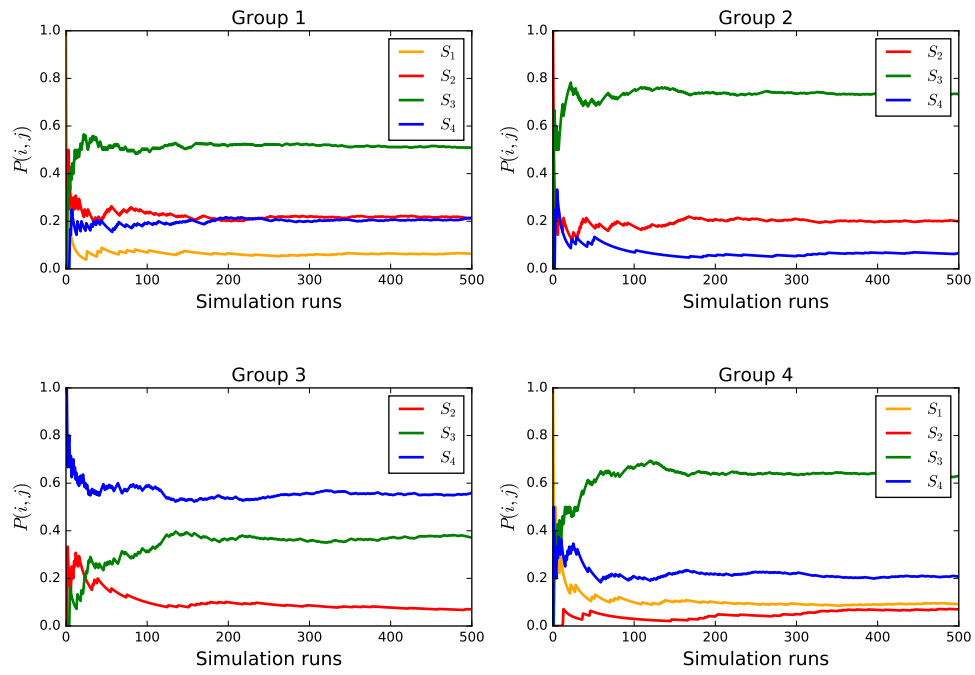 Group 1
1.0
0.8
0.6
0.4
0.2
0.0
P(i, j)
S1
S2
S3
S4
0 100 200 300 400 500
Simulation runs
Group 2
1.0
0.8
0.6
0.4
0.2
0.0
P(i, j)
S2
S3
S4
0 100 200 300 400 500
Simulation runs
Group 3
1.0
0.8
0.6
0.4
0.2
0.0
P(i, j)
S2
S3
S4
0 100 200 300 400 500
Simulation runs
Group 4
1.0
0.8
0.6
0.4
0.2
0.0
P(i, j)
S1
S2
S3
S4
0 100 200 300 400 500
Simulation runs